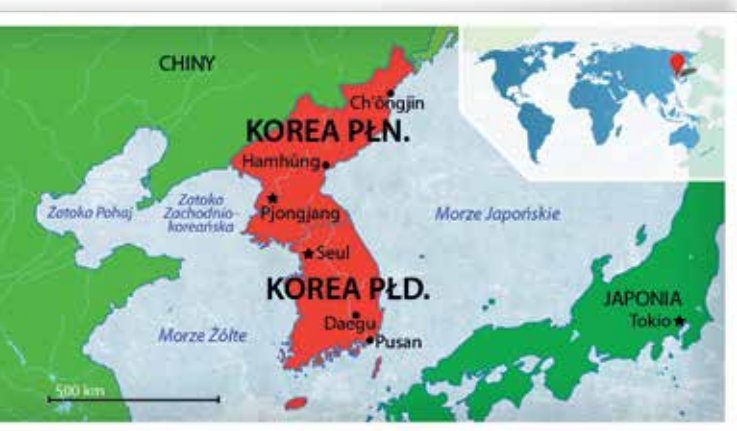 CHINY
Ch'ŏngjin
KOREA PŁN.
Hamhŭng
Zatoka Pohaj
Zatoka
Zachodnio-
koreańska
Pjongjang
Morze Japońskie
Seul
KOREA PŁD.
JAPONIA
Tokio
Daegu
Morze Żółte
Pusan
500 km